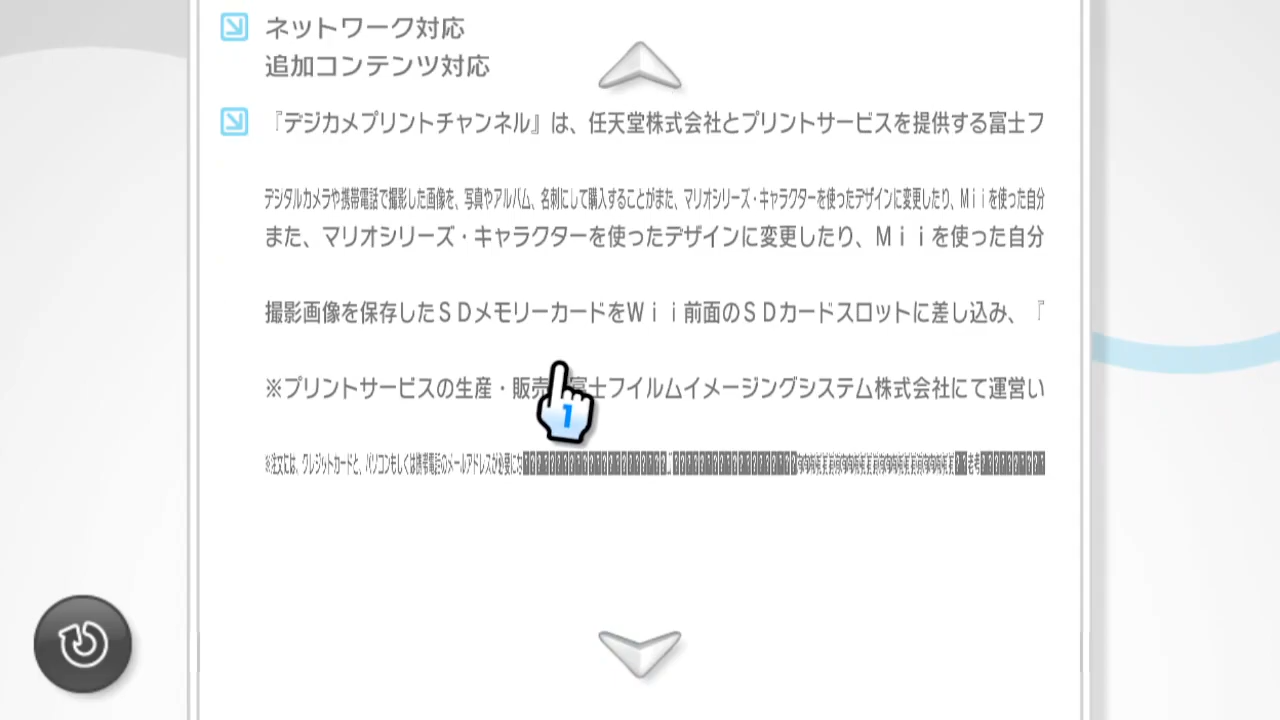 ネットワーク対応
追加コンテンツ対応
『デジカメプリントチャンネル』は、任天堂株式会社とプリントサービスを提供する富士フ
デジタルカメラや携帯電話で撮影した画像を、写真やアルバム、名刺にして購入することがまた、マリオシリーズ・キャラクターを使ったデザインに変更したり、Ｍｉｉを使った自分
また、マリオシリーズ・キャラクターを使ったデザインに変更したり、Ｍｉｉを使った自分
撮影画像を保存したＳＤメモリーカードをＷｉｉ前面のＳＤカードスロットに差し込み、『
※プリントサービスの生産・販売 富士フイルムイメージングシステム株式会社にて運営い
1
※注文には、クレジットカードと、パソコンもしくは携帯電話のメールアドレスが必要にな